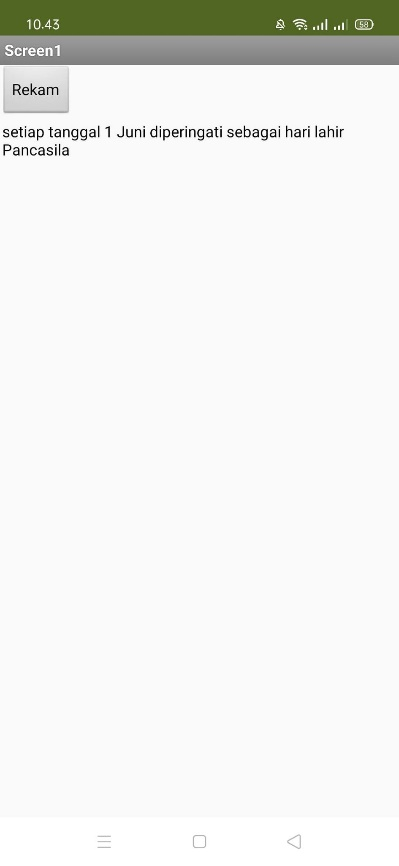 10.43
58
Screen1
Rekam
setiap tanggal 1 Juni diperingati sebagai hari lahir
Pancasila